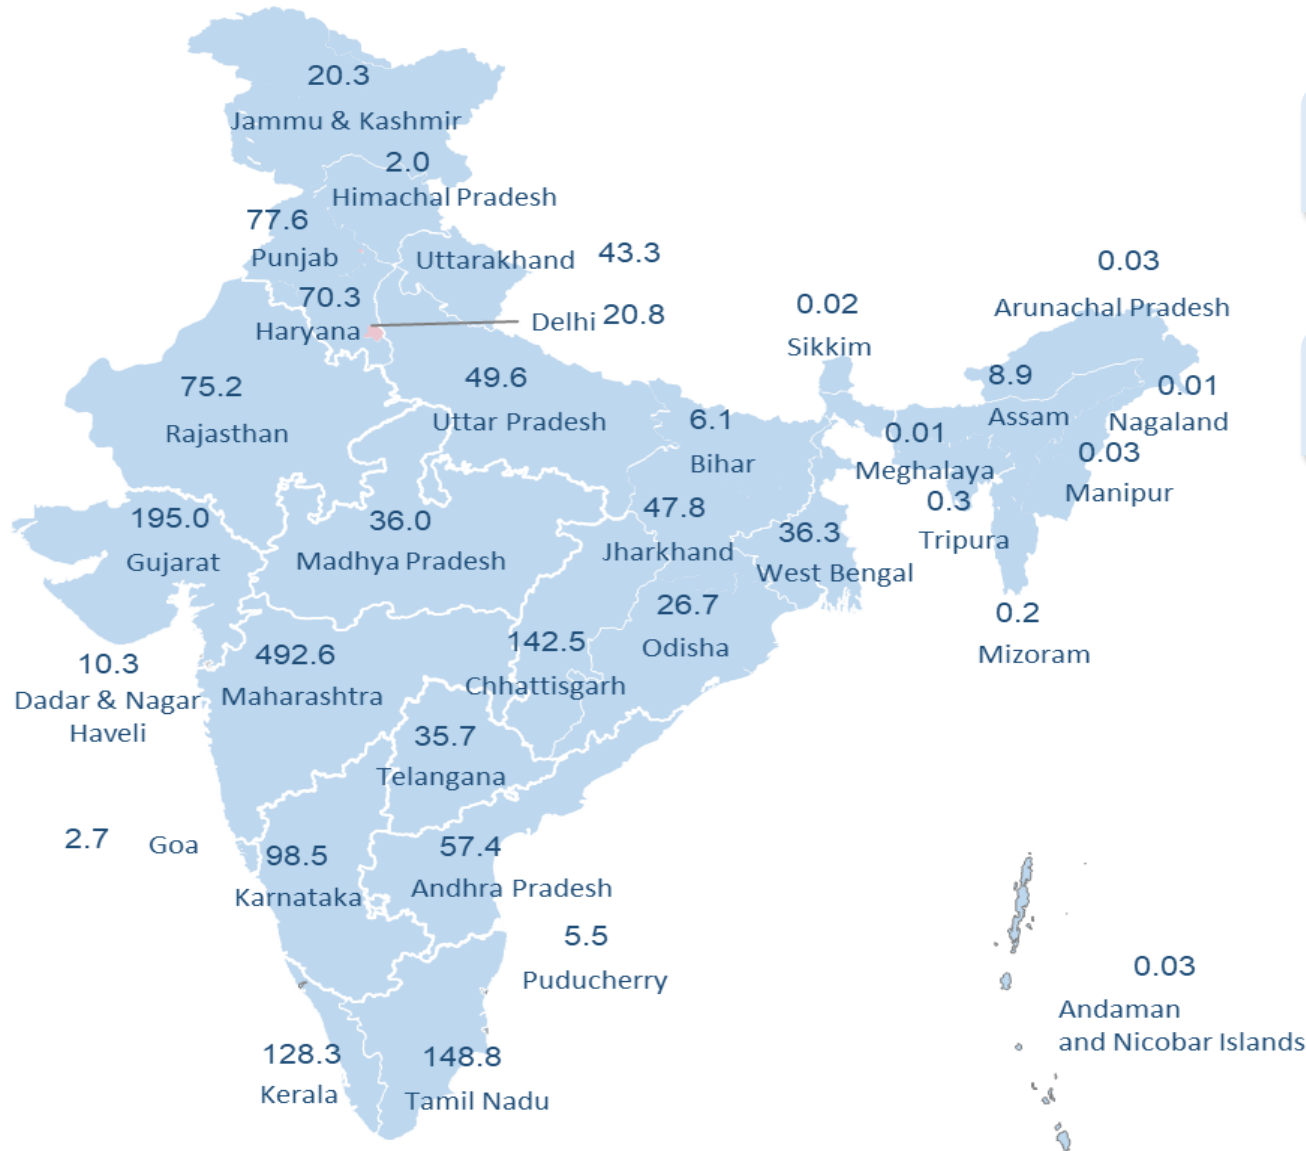 20.3
Jammu & Kashmir
2.0
Himachal Pradesh
77.6
Punjab
Uttarakhand 43.3
70.3
Haryana
Delhi 20.8
0.03
Arunachal Pradesh
0.02
Sikkim
75.2
Rajasthan
49.6
Uttar Pradesh
6.1
Bihar
8.9
Assam
0.01
Nagaland
0.01
Meghalaya
0.03
Manipur
0.3
Tripura
0.2
Mizoram
195.0
Gujarat
36.0
Madhya Pradesh
47.8
Jharkhand
36.3
West Bengal
26.7
Odisha
142.5
Chhattisgarh
10.3
Dadar & Nagar
Haveli
492.6
Maharashtra
35.7
Telangana
2.7 Goa
98.5
Karnataka
57.4
Andhra Pradesh
5.5
Puducherry
128.3
Kerala
148.8
Tamil Nadu
0.03
Andaman
and Nicobar Islands